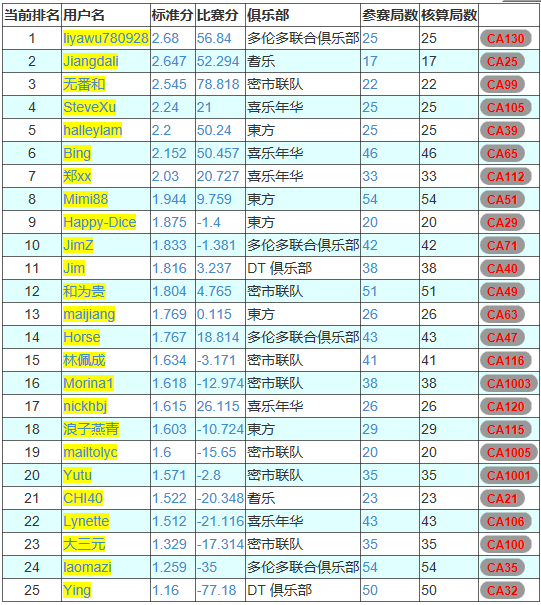 当前排名 用户名 标准分 比赛分 俱乐部 参赛局数 核算局数
1 liyawu780928 2.68 56.84 多伦多联合俱乐部 25 25 CA130
2 Jiangdali 2.647 52.294 耆乐 17 17 CA25
3 无番和 2.545 78.818 密市联队 22 22 CA99
4 SteveXu 2.24 21 喜乐年华 25 25 CA105
5 halleylam 2.2 50.24 東方 25 25 CA39
6 Bing 2.152 50.457 喜乐年华 46 46 CA65
7 郑xx 2.03 20.727 喜乐年华 33 33 CA112
8 Mimi88 1.944 9.759 東方 54 54 CA51
9 Happy-Dice 1.875 -1.4 東方 20 20 CA29
10 JimZ 1.833 -1.381 多伦多联合俱乐部 42 42 CA71
11 Jim 1.816 3.237 DT 俱乐部 38 38 CA40
12 和为贵 1.804 4.765 密市联队 51 51 CA49
13 maijiang 1.769 0.115 東方 26 26 CA63
14 Horse 1.767 18.814 多伦多联合俱乐部 43 43 CA47
15 林佩成 1.634 -3.171 密市联队 41 41 CA116
16 Morina1 1.618 -12.974 密市联队 38 38 CA1003
17 nickhbj 1.615 26.115 喜乐年华 26 26 CA120
18 浪子燕青 1.603 -10.724 東方 29 29 CA115
19 mailtolyc 1.6 -15.65 密市联队 20 20 CA1005
20 Yutu 1.571 -2.8 密市联队 35 35 CA1001
21 CHI40 1.522 -20.348 耆乐 23 23 CA21
22 Lynette 1.512 -21.116 喜乐年华 43 43 CA106
23 大三元 1.329 -17.314 密市联队 35 35 CA100
24 laomazi 1.259 -35 多伦多联合俱乐部 54 54 CA35
25 Ying 1.16 -77.18 DT 俱乐部 50 50 CA32